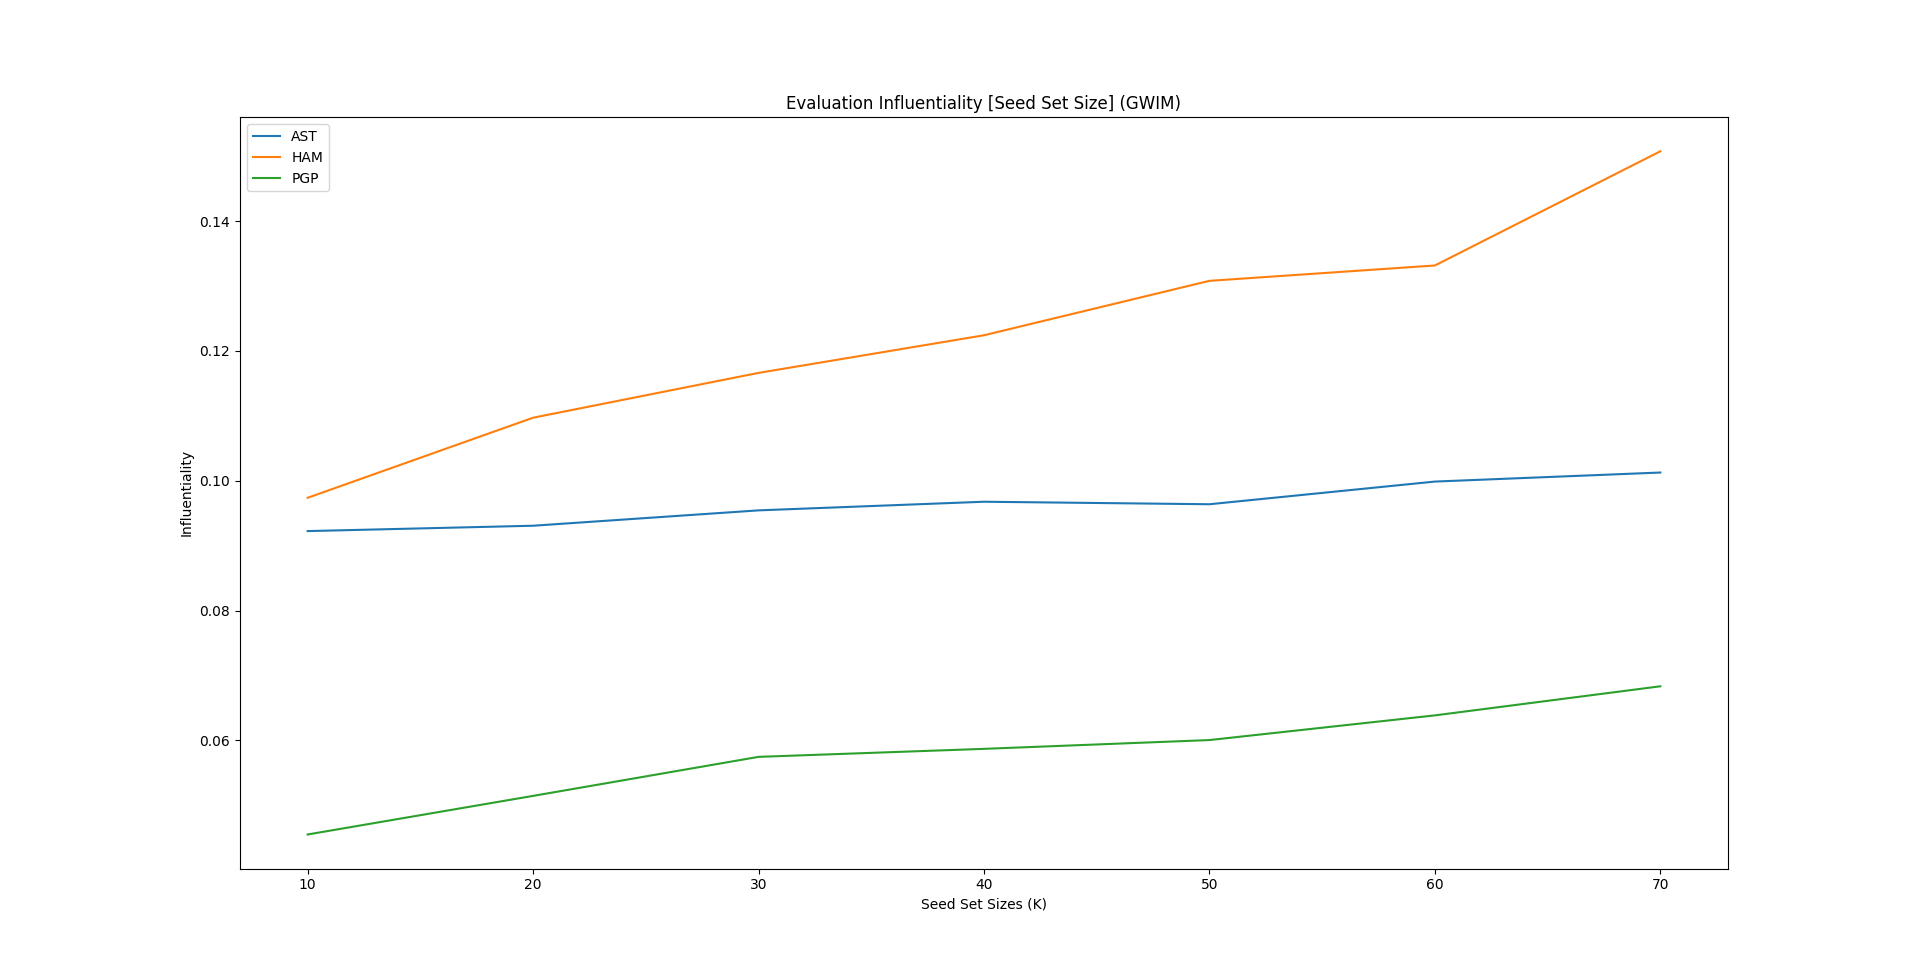 Evaluation Influentiality [Seed Set Size] (GWIM)
AST
HAM
PGP
0.14
0.12
0.10
0.08
0.06
Influentiality
10 20 30 40 50 60 70
Seed Set Sizes (K)